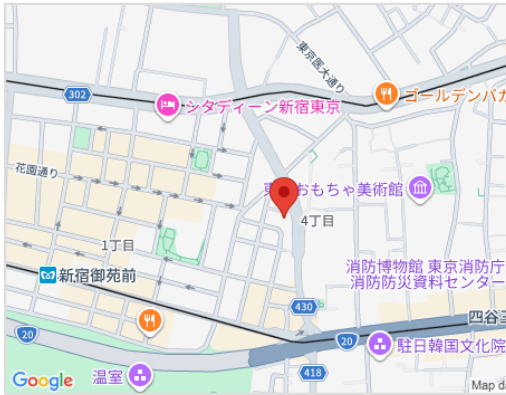 東京医大通り
302
シタディーン新宿東京
ゴールデンバガ
花園通り
おもちゃ美術館
4丁目
1丁目
消防博物館 東京消防庁
消防防災資料センター
新宿御苑前
430
四谷三
20
20
駐日韓国文化院
温室
418
Google
Map da